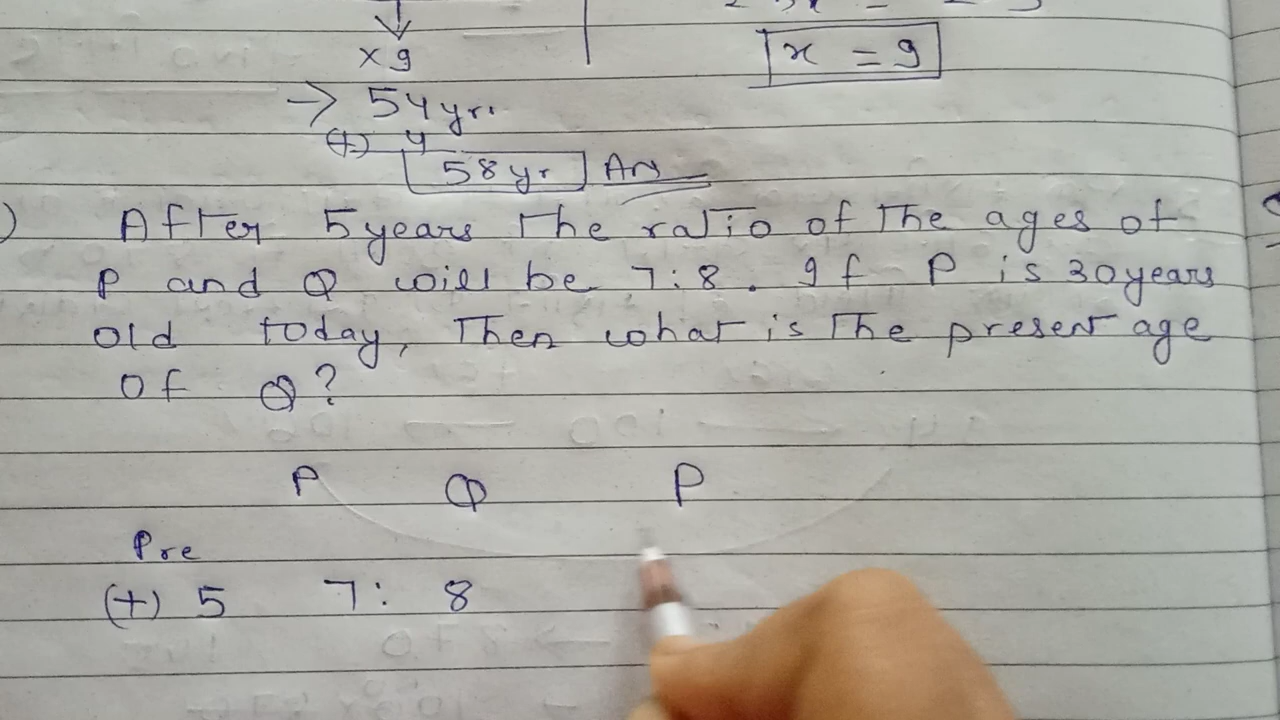 x 9
x = 9
→ 54 yr.
(+) 4
58 yr Ans
) After 5 years The ratio of The ages of
P and Q will be 7:8. If P is 30 years
old today, Then what is The present age
of Q?
P Q P
Pre
(+) 5 7: 8